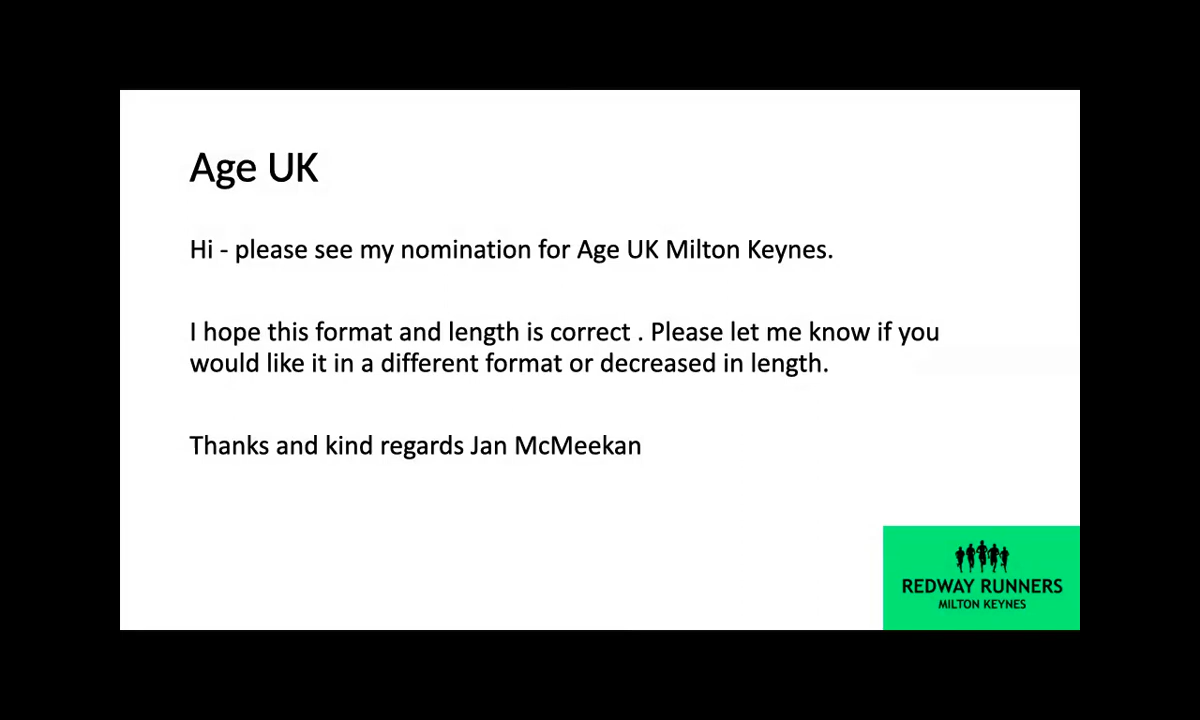 Age UK
Hi - please see my nomination for Age UK Milton Keynes.
I hope this format and length is correct . Please let me know if you
would like it in a different format or decreased in length.
Thanks and kind regards Jan McMeekan
REDWAY RUNNERS
MILTON KEYNES